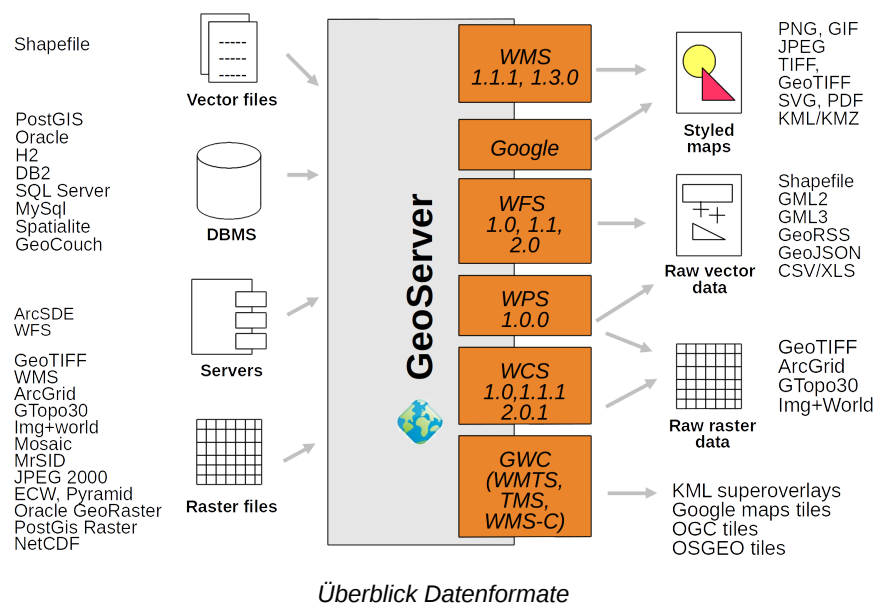 Shapefile
Vector files
PostGIS
Oracle
H2
DB2
SQL Server
MySql
Spatialite
GeoCouch
DBMS
ArcSDE
WFS
Servers
GeoTIFF
WMS
ArcGrid
GTopo30
Img+world
Mosaic
MrSID
JPEG 2000
ECW, Pyramid
Oracle GeoRaster
PostGis Raster
NetCDF
Raster files
GeoServer
WMS
1.1.1, 1.3.0
Google
WFS
1.0, 1.1,
2.0
WPS
1.0.0
WCS
1.0,1.1.1
2.0.1
GWC
(WMTS,
TMS,
WMS-C)
Styled
maps
PNG, GIF
JPEG
TIFF,
GeoTIFF
SVG, PDF
KML/KMZ
Raw vector
data
Shapefile
GML2
GML3
GeoRSS
GeoJSON
CSV/XLS
Raw raster
data
GeoTIFF
ArcGrid
GTopo30
Img+World
KML superoverlays
Google maps tiles
OGC tiles
OSGEO tiles
Überblick Datenformate